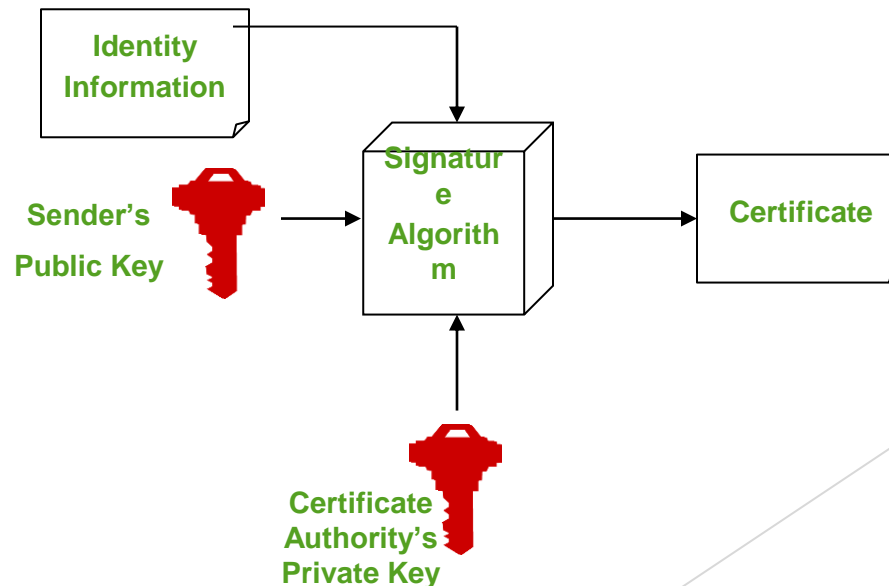 Identity
Information
Signatur
e
Algorith
m
Certificate
Sender’s
Public Key
Certificate
Authority’s
Private Key